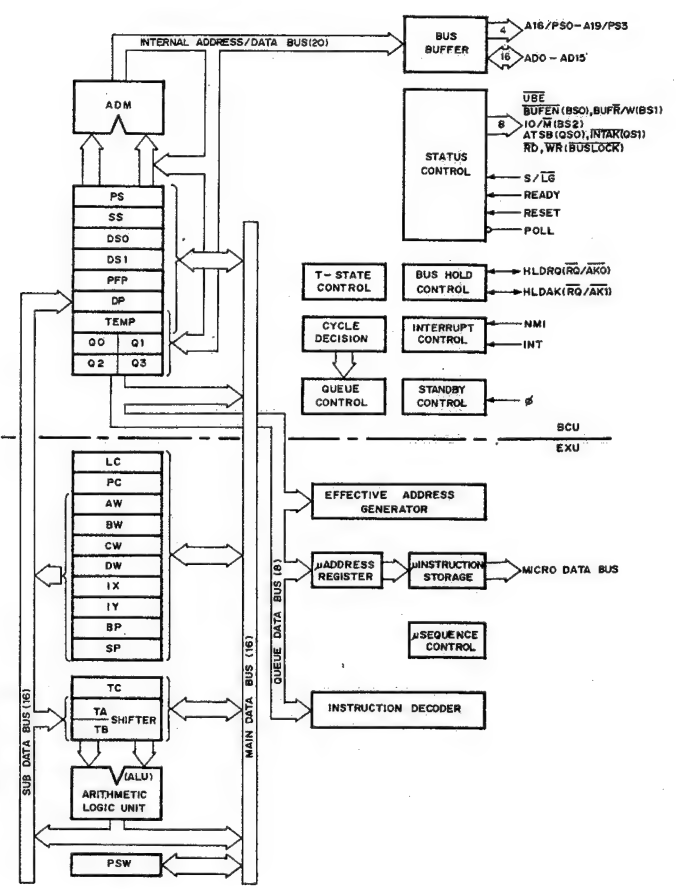 INTERNAL ADDRESS/DATA BUS(20)
BUS
BUFFER
4
A16/PS0-A19/PS3
16
AD0-AD15
ADM
UBE
BUFEN(BS0),BUFR/W(BS1)
8
IO/M(BS2)
ATSB(QS0),INTAK(QS1)
RD,WR(BUSLOCK)
STATUS
CONTROL
S/LG
READY
RESET
POLL
PS
SS
DS0
DS1
PFP
DP
TEMP
Q0 Q1
Q2 Q3
T-STATE
CONTROL
BUS HOLD
CONTROL
HLDRQ(RQ/AK0)
HLDAK(RQ/AK1)
CYCLE
DECISION
INTERRUPT
CONTROL
NMI
INT
QUEUE
CONTROL
STANDBY
CONTROL
ø
BCU
EXU
LC
PC
AW
BW
CW
DW
IX
IY
BP
SP
EFFECTIVE ADDRESS
GENERATOR
μADDRESS
REGISTER
μINSTRUCTION
STORAGE
MICRO DATA BUS
μSEQUENCE
CONTROL
INSTRUCTION DECODER
QUEUE DATA BUS (8)
MAIN DATA BUS (16)
SUB DATA BUS (16)
TC
TA
TB
SHIFTER
(ALU)
ARITHMETIC
LOGIC UNIT
PSW